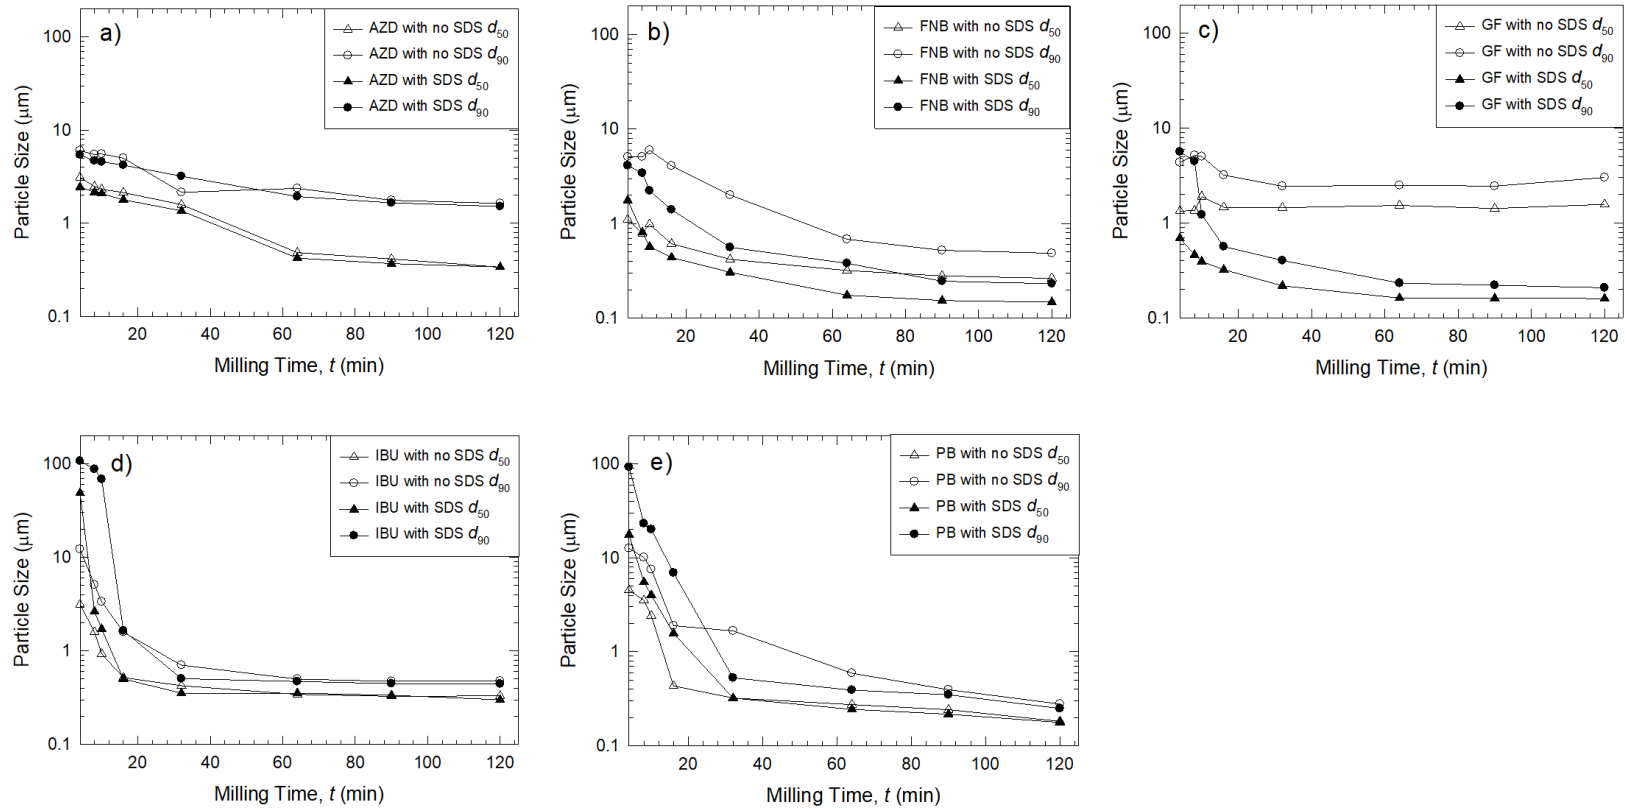 a)
AZD with no SDS d50
AZD with no SDS d90
AZD with SDS d50
AZD with SDS d90
100
10
1
0.1
Particle Size (μm)
20 40 60 80 100 120
Milling Time, t (min)
b)
FNB with no SDS d50
FNB with no SDS d90
FNB with SDS d50
FNB with SDS d90
100
10
1
0.1
Particle Size (μm)
20 40 60 80 100 120
Milling Time, t (min)
c)
GF with no SDS d50
GF with no SDS d90
GF with SDS d50
GF with SDS d90
100
10
1
0.1
Particle Size (μm)
20 40 60 80 100 120
Milling Time, t (min)
d)
IBU with no SDS d50
IBU with no SDS d90
IBU with SDS d50
IBU with SDS d90
100
10
1
0.1
Particle Size (μm)
20 40 60 80 100 120
Milling Time, t (min)
e)
PB with no SDS d50
PB with no SDS d90
PB with SDS d50
PB with SDS d90
100
10
1
0.1
Particle Size (μm)
20 40 60 80 100 120
Milling Time, t (min)